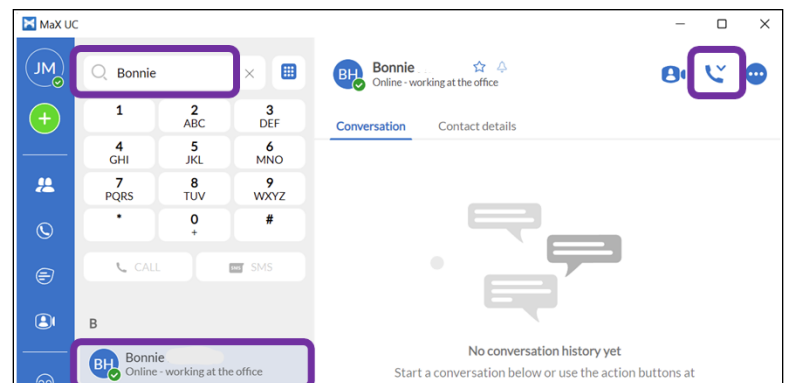 MaX UC
JM
Bonnie
1
2
ABC
3
DEF
4
GHI
5
JKL
6
MNO
7
PQRS
8
TUV
9
WXYZ
*
0
+
#
CALL
SMS SMS
B
BH
Bonnie
Online - working at the office
BH
Bonnie
Online - working at the office
Conversation
Contact details
No conversation history yet
Start a conversation below or use the action buttons at